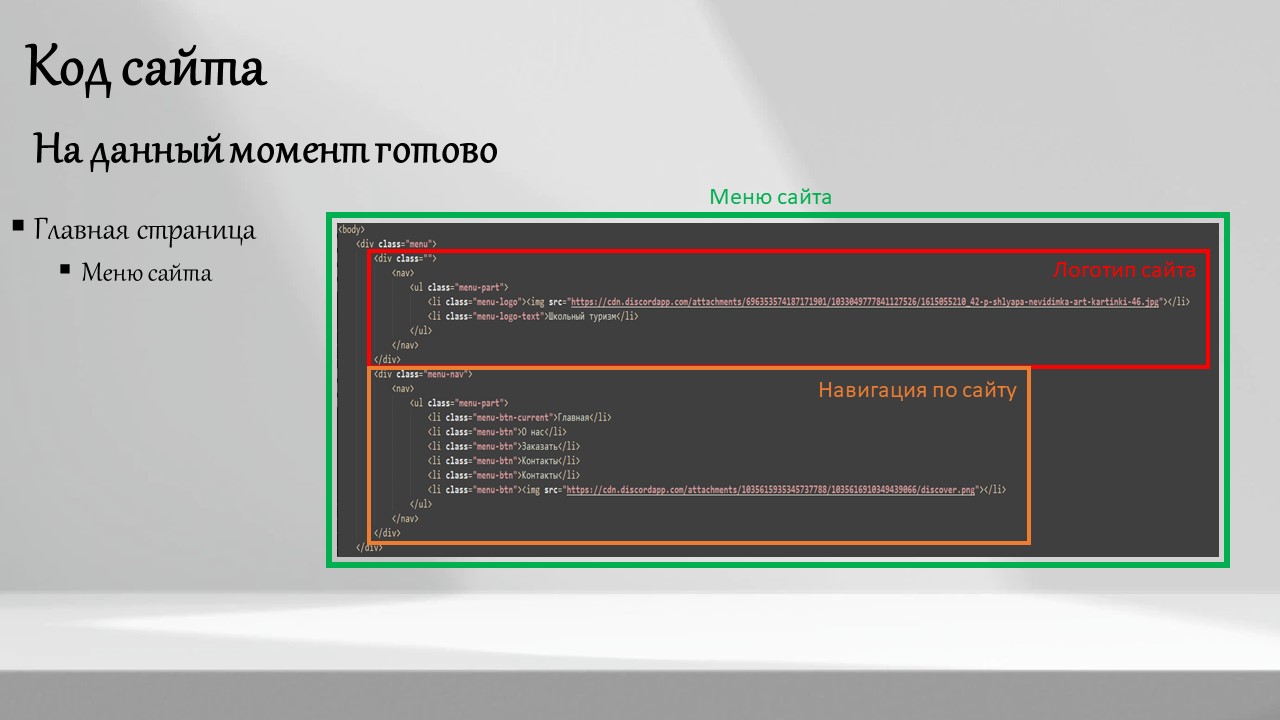 Код сайта
На данный момент готово
Меню сайта
▪ Главная страница
▪ Меню сайта
<body>
<div class="menu">
<div class="">
Логотип сайта
<nav>
<ul class="menu-part">
<li class="menu-logo"><img src="https://cdn.discordapp.com/attachments/696353574187171901/1033049777841127526/1615055210_42-p-shlyapa-nevidimka-art-kartinki-46.jpg"></li>
<li class="menu-logo-text">Школьный туризм</li>
</ul>
</nav>
</div>
<div class="menu-nav">
Навигация по сайту
<nav>
<ul class="menu-part">
<li class="menu-btn-current">Главная</li>
<li class="menu-btn">О нас</li>
<li class="menu-btn">Заказать</li>
<li class="menu-btn">Контакты</li>
<li class="menu-btn">Контакты</li>
<li class="menu-btn"><img src="https://cdn.discordapp.com/attachments/1035615935345737788/1035616910349439066/discover.png"></li>
</ul>
</nav>
</div>
</div>